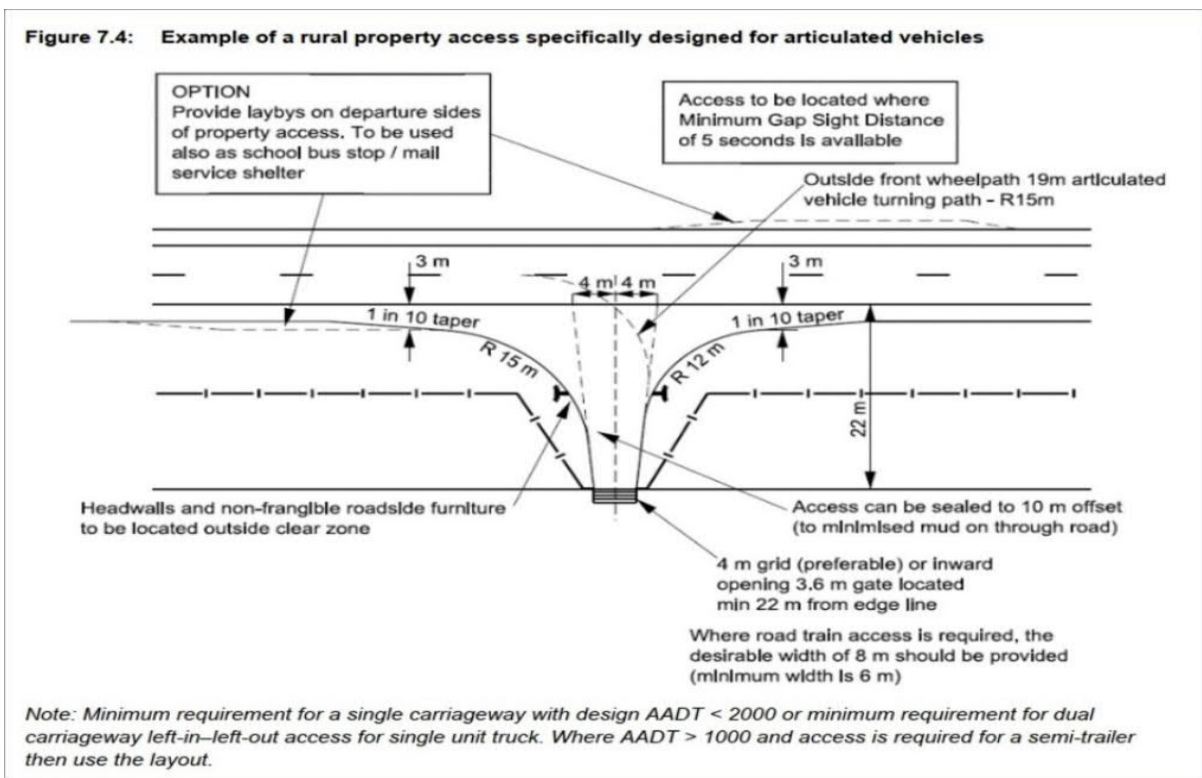 Figure 7.4: Example of a rural property access specifically designed for articulated vehicles
OPTION
Provide laybys on departure sides
of property access. To be used
also as school bus stop / mail
service shelter
Access to be located where
Minimum Gap Sight Distance
of 5 seconds is available
Outside front wheelpath 19m articulated
vehicle turning path - R15m
3 m
4 m 4 m
3 m
1 in 10 taper
1 in 10 taper
R 15 m
R 12 m
22 m
Headwalls and non-frangible roadside furniture
to be located outside clear zone
Access can be sealed to 10 m offset
(to minimised mud on through road)
4 m grid (preferable) or inward
opening 3.6 m gate located
min 22 m from edge line
Where road train access is required, the
desirable width of 8 m should be provided
(minimum width is 6 m)
Note: Minimum requirement for a single carriageway with design AADT < 2000 or minimum requirement for dual
carriageway left-in–left-out access for single unit truck. Where AADT > 1000 and access is required for a semi-trailer
then use the layout.